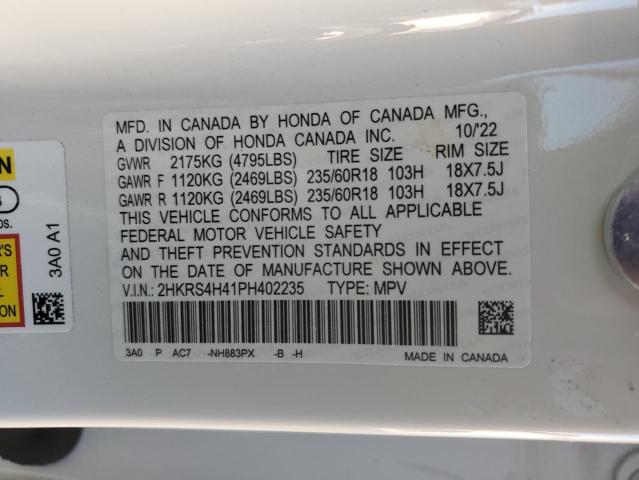 MFD. IN CANADA BY HONDA OF CANADA MFG.,
A DIVISION OF HONDA CANADA INC. 10/'22
GVWR 2175KG (4795LBS) TIRE SIZE RIM SIZE
GAWR F 1120KG (2469LBS) 235/60R18 103H 18X7.5J
GAWR R 1120KG (2469LBS) 235/60R18 103H 18X7.5J
THIS VEHICLE CONFORMS TO ALL APPLICABLE
FEDERAL MOTOR VEHICLE SAFETY
AND THEFT PREVENTION STANDARDS IN EFFECT
ON THE DATE OF MANUFACTURE SHOWN ABOVE.
V.I.N.: 2HKRS4H41PH402235 TYPE: MPV
3A0 P AC7 -NH883PX -B -H MADE IN CANADA
3A0 A1